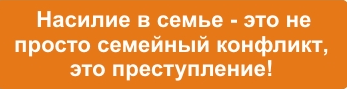 Насилие в семье - это не
просто семейный конфликт,
это преступление!